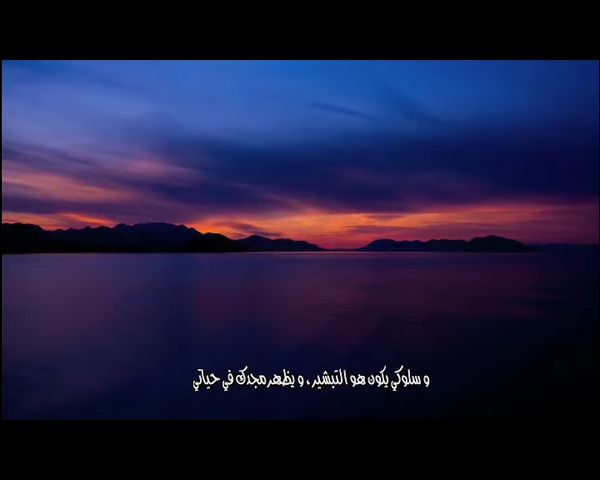 و سلوكي يكون هو التبشير ، و يظهر مجدك في حياتي